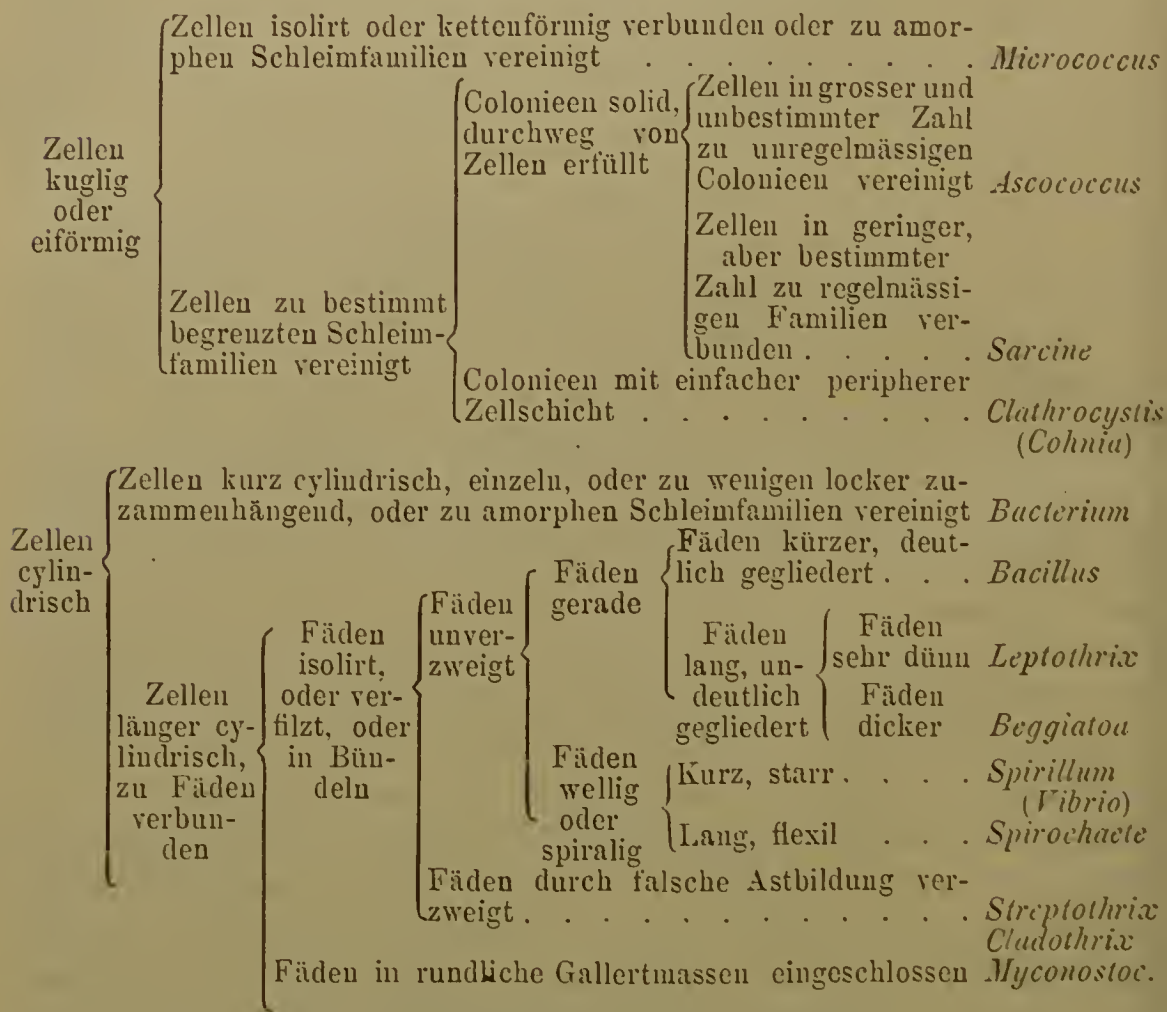 Zellen isolirt oder kettenförmig verbunden oder zu amor-
phen Schleimfamilien vereinigt . . . . . . . . . Micrococcus
Zellen
kuglig
oder
eiförmig
Zellen zu bestimmt
begrenzten Schleim-
familien vereinigt
Colonieen solid,
durchweg von
Zellen erfüllt
Zellen in grosser und
unbestimmter Zahl
zu unregelmässigen
Colonieen vereinigt Ascococcus
Zellen in geringer,
aber bestimmter
Zahl zu regelmässi-
gen Familien ver-
bunden . . . . . Sarcine
Colonieen mit einfacher peripherer
Zellschicht . . . . . . . . . Clathrocystis
(Cohnia)
Zellen
cylin-
drisch
Zellen kurz cylindrisch, einzeln, oder zu wenigen locker zu-
zammenhängend, oder zu amorphen Schleimfamilien vereinigt Bacterium
Zellen
länger cy-
lindrisch,
zu Fäden
verbun-
den
Fäden
isolirt,
oder ver-
filzt, oder
in Bün-
deln
Fäden
unver-
zweigt
Fäden
gerade
Fäden kürzer, deut-
lich gegliedert . . . Bacillus
Fäden
lang, un-
deutlich
gegliedert
Fäden
sehr dünn Leptothrix
Fäden
dicker Beggiatoa
Fäden
wellig
oder
spiralig
Kurz, starr . . . . Spirillum
(Vibrio)
Lang, flexil . . . Spirochaete
Fäden durch falsche Astbildung ver-
zweigt . . . . . . . . . . . . . Streptothrix
Cladothrix
Fäden in rundliche Gallertmassen eingeschlossen Myconostoc.